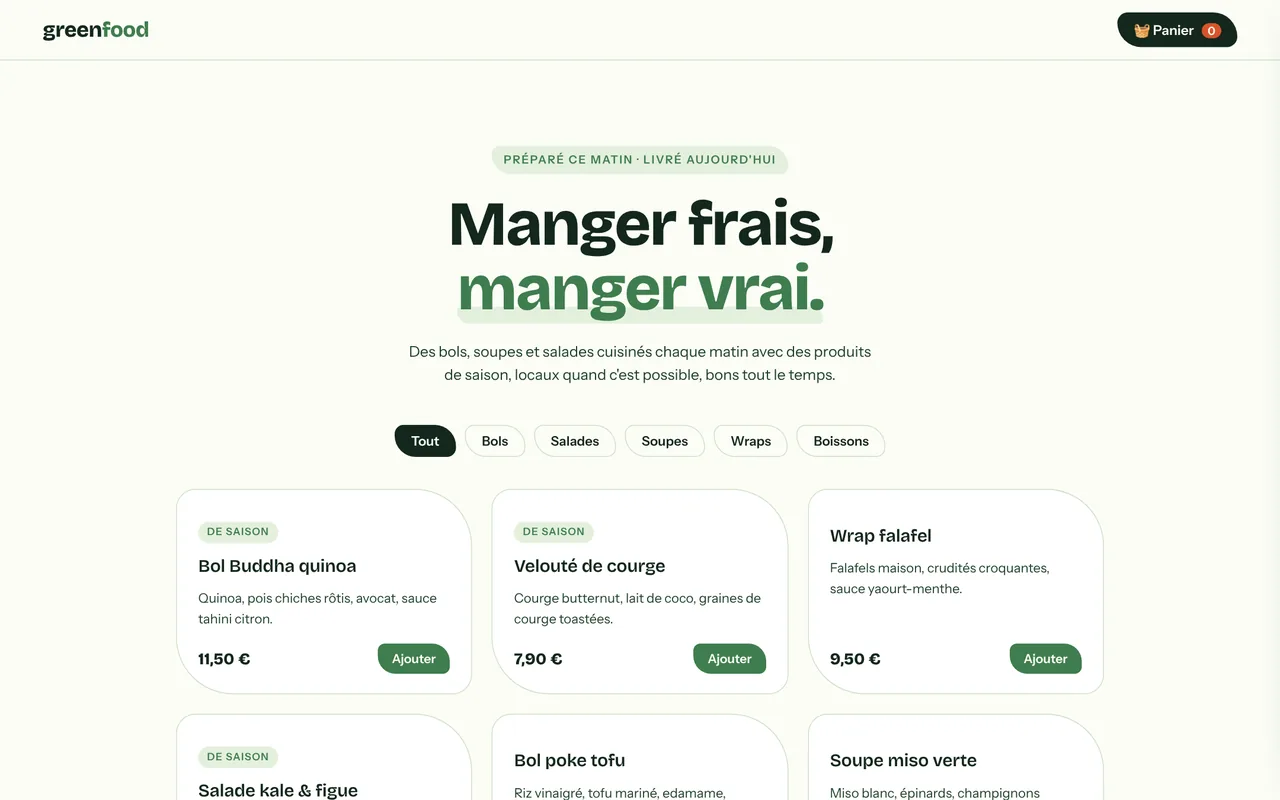 greenfood
Panier 0
PRÉPARÉ CE MATIN · LIVRÉ AUJOURD'HUI
Manger frais,
manger vrai.
Des bols, soupes et salades cuisinés chaque matin avec des produits
de saison, locaux quand c'est possible, bons tout le temps.
Tout
Bols
Salades
Soupes
Wraps
Boissons
DE SAISON
Bol Buddha quinoa
Quinoa, pois chiches rôtis, avocat, sauce
tahini citron.
11,50 €
Ajouter
DE SAISON
Velouté de courge
Courge butternut, lait de coco, graines de
courge toastées.
7,90 €
Ajouter
Wrap falafel
Falafels maison, crudités croquantes,
sauce yaourt-menthe.
9,50 €
Ajouter
DE SAISON
Salade kale & figue
Bol poke tofu
Riz vinaigré, tofu mariné, edamame,
Soupe miso verte
Miso blanc, épinards, champignons